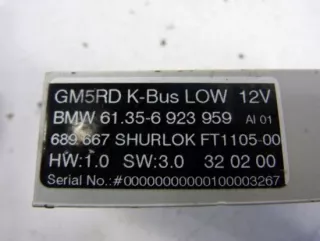 GM5RD K-Bus LOW 12V
BMW 61.35-6 923 959 AI 01
689.667 SHURLOK FT1105-00
HW:1.0 SW:3.0 32 02 00
Serial No.:#00000000000100003267